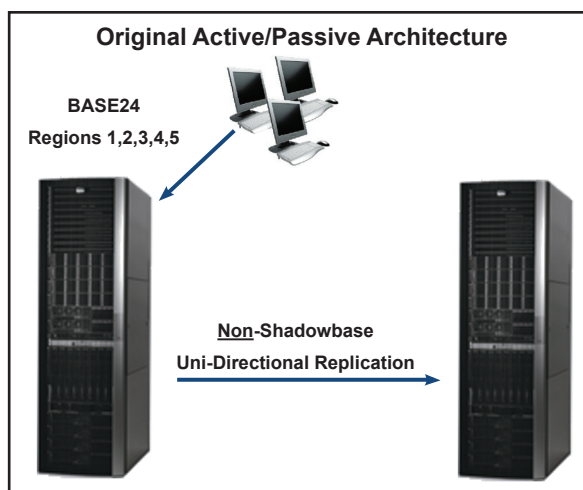 Original Active/Passive Architecture
BASE24
Regions 1,2,3,4,5
Non-Shadowbase
Uni-Directional Replication